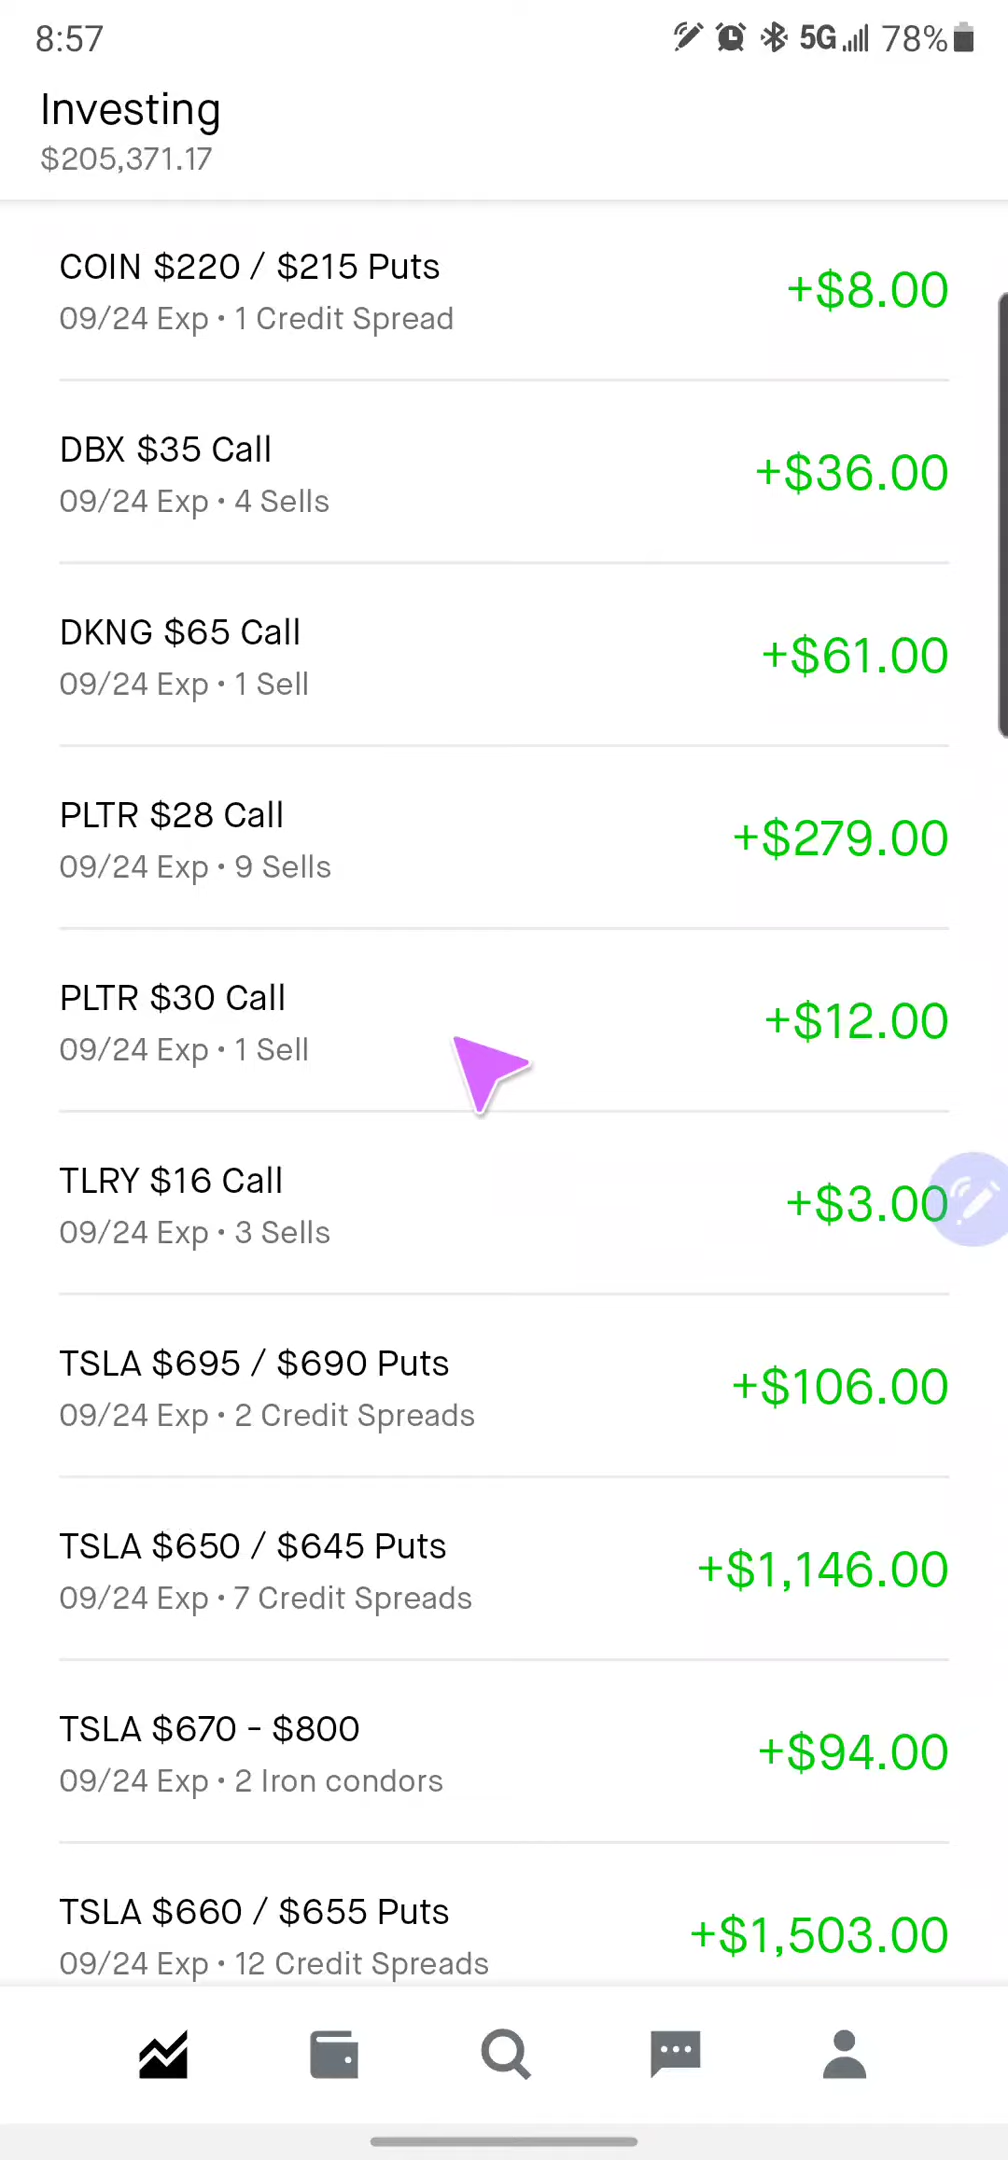 8:57
5G 78%
Investing
$205,371.17
COIN $220 / $215 Puts
+$8.00
09/24 Exp • 1 Credit Spread
DBX $35 Call
+$36.00
09/24 Exp • 4 Sells
DKNG $65 Call
+$61.00
09/24 Exp • 1 Sell
PLTR $28 Call
+$279.00
09/24 Exp • 9 Sells
PLTR $30 Call
+$12.00
09/24 Exp • 1 Sell
TLRY $16 Call
+$3.00
09/24 Exp • 3 Sells
TSLA $695 / $690 Puts
+$106.00
09/24 Exp • 2 Credit Spreads
TSLA $650 / $645 Puts
+$1,146.00
09/24 Exp • 7 Credit Spreads
TSLA $670 - $800
+$94.00
09/24 Exp • 2 Iron condors
TSLA $660 / $655 Puts
+$1,503.00
09/24 Exp • 12 Credit Spreads